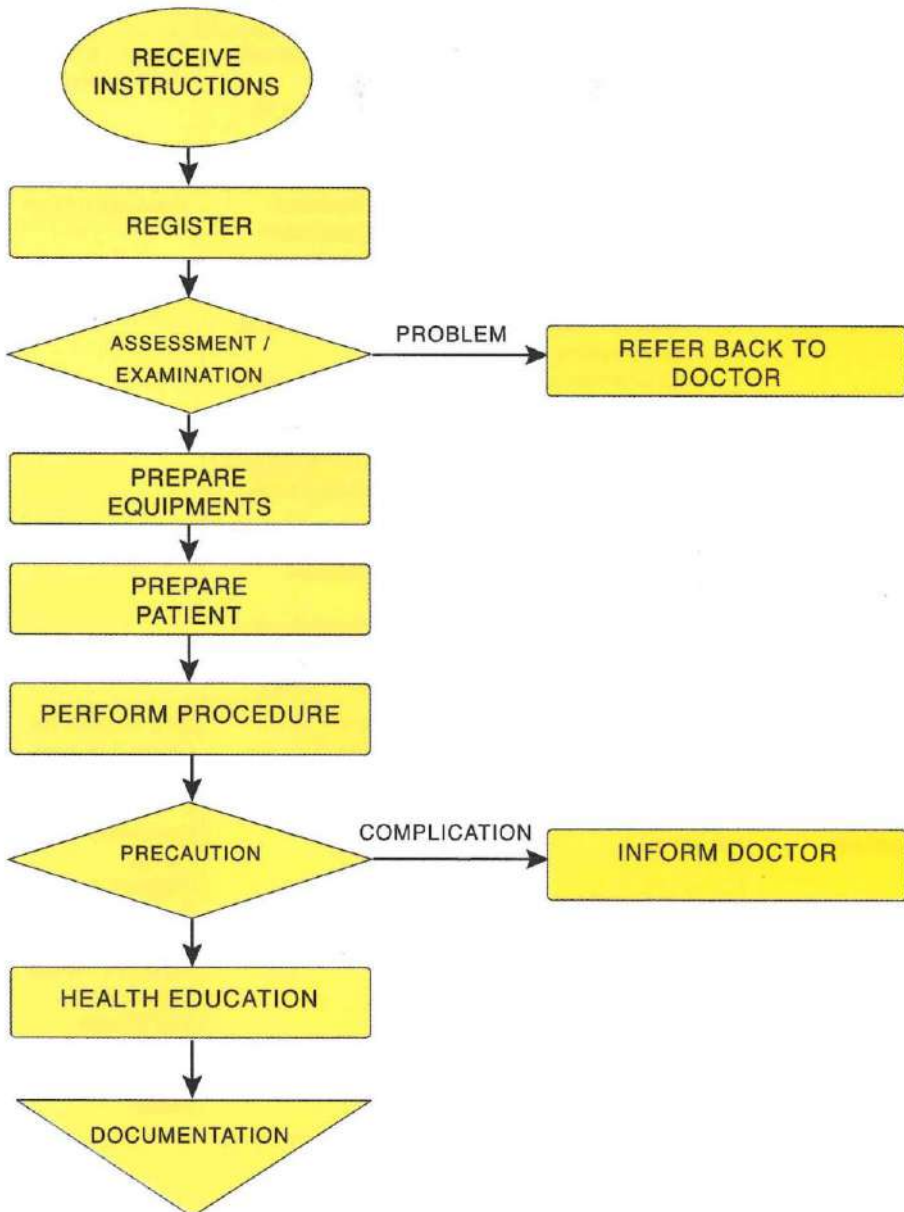 RECEIVE
INSTRUCTIONS
REGISTER
ASSESSMENT /
EXAMINATION
PROBLEM
REFER BACK TO
DOCTOR
PREPARE
EQUIPMENTS
PREPARE
PATIENT
PERFORM PROCEDURE
PRECAUTION
COMPLICATION
INFORM DOCTOR
HEALTH EDUCATION
DOCUMENTATION